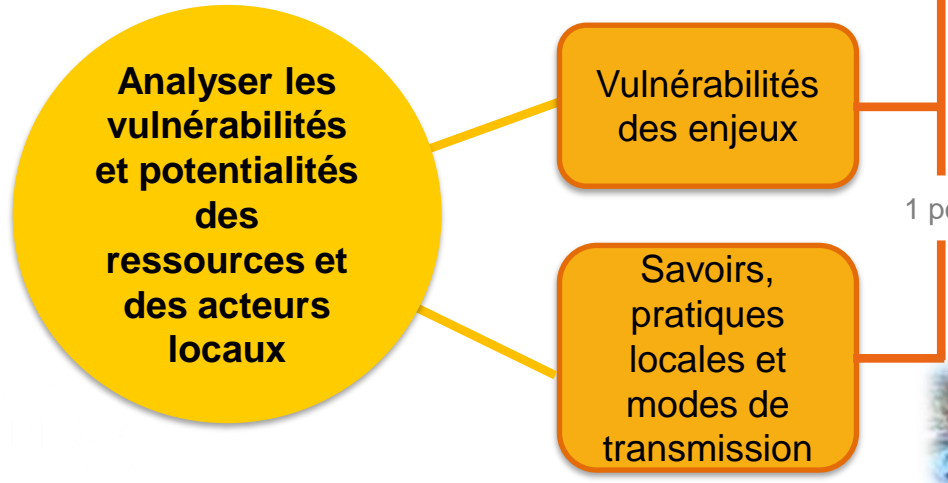 Analyser les
vulnérabilités
et potentialités
des
ressources et
des acteurs
locaux
Vulnérabilités
des enjeux
1
Savoirs,
pratiques
locales et
modes de
transmission